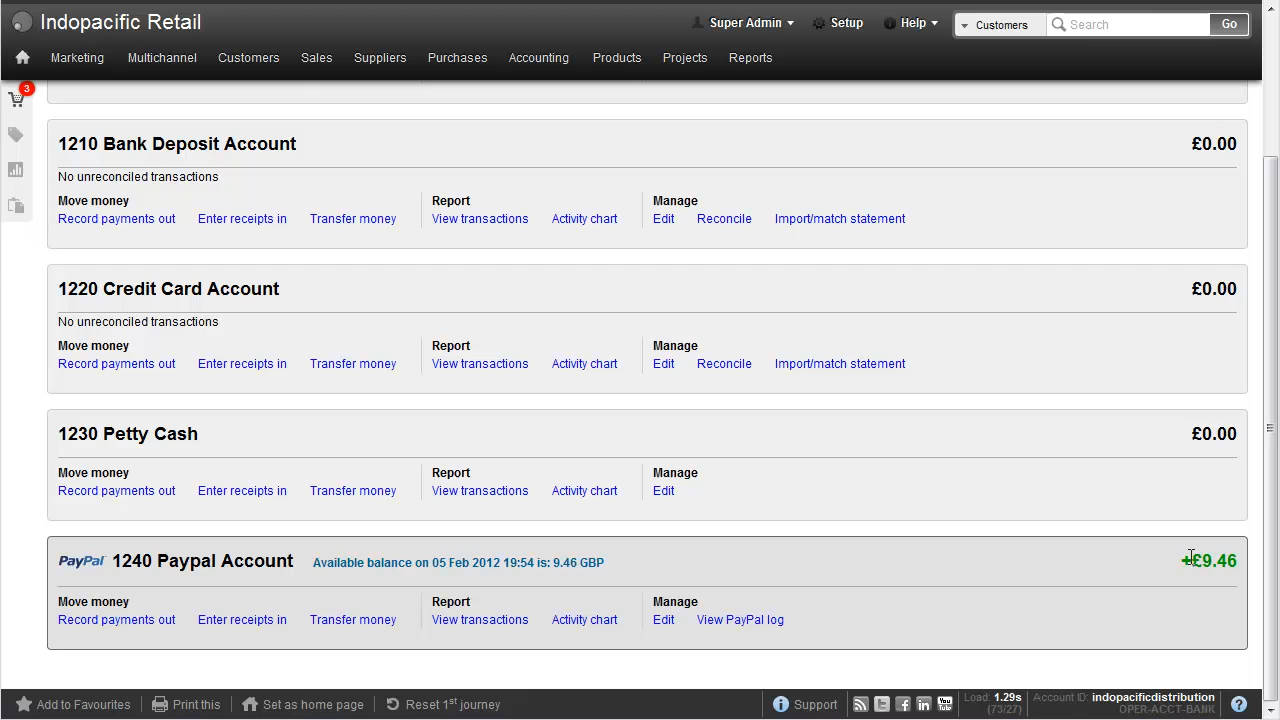 Indopacific Retail
Super Admin Setup Help Customers Search Go
Marketing Multichannel Customers Sales Suppliers Purchases Accounting Products Projects Reports
3
1210 Bank Deposit Account £0.00
No unreconciled transactions
Move money Report Manage
Record payments out Enter receipts in Transfer money View transactions Activity chart Edit Reconcile Import/match statement
1220 Credit Card Account £0.00
No unreconciled transactions
Move money Report Manage
Record payments out Enter receipts in Transfer money View transactions Activity chart Edit Reconcile Import/match statement
1230 Petty Cash £0.00
Move money Report Manage
Record payments out Enter receipts in Transfer money View transactions Activity chart Edit
PayPal 1240 Paypal Account Available balance on 05 Feb 2012 19:54 is: 9.46 GBP +£9.46
Move money Report Manage
Record payments out Enter receipts in Transfer money View transactions Activity chart Edit View PayPal log
Add to Favourites Print this Set as home page Reset 1st journey Support You Tube Load: 1.29s Account ID: indopacificdistribution
(73/27) OPER-ACCT-BANK